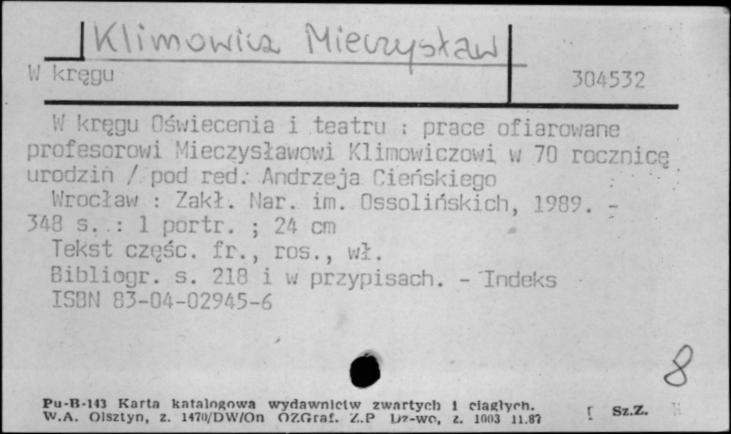 Klimowicz Mieczysław
W kręgu 304532
W kręgu Oświecenia i teatru : prace ofiarowane
profesorowi Mieczysławowi Klimowiczowi w 70 rocznicę
urodzin / pod red. Andrzeja Cieńskiego
Wrocław : Zakł. Nar. im. Ossolińskich, 1989. -
348 s. : 1 portr. ; 24 cm
Tekst częśc. fr., ros., wł.
Bibliogr. s. 218 i w przypisach. - Indeks
ISBN 83-04-02945-6
8
Pu-B-143 Karta katalogowa wydawnictw zwartych i ciągłych.
W.A. Olsztyn, z. 1470/DW/On OZGraf. Z.P Dz-wo, z. 1003 11.87 [ Sz.Z.